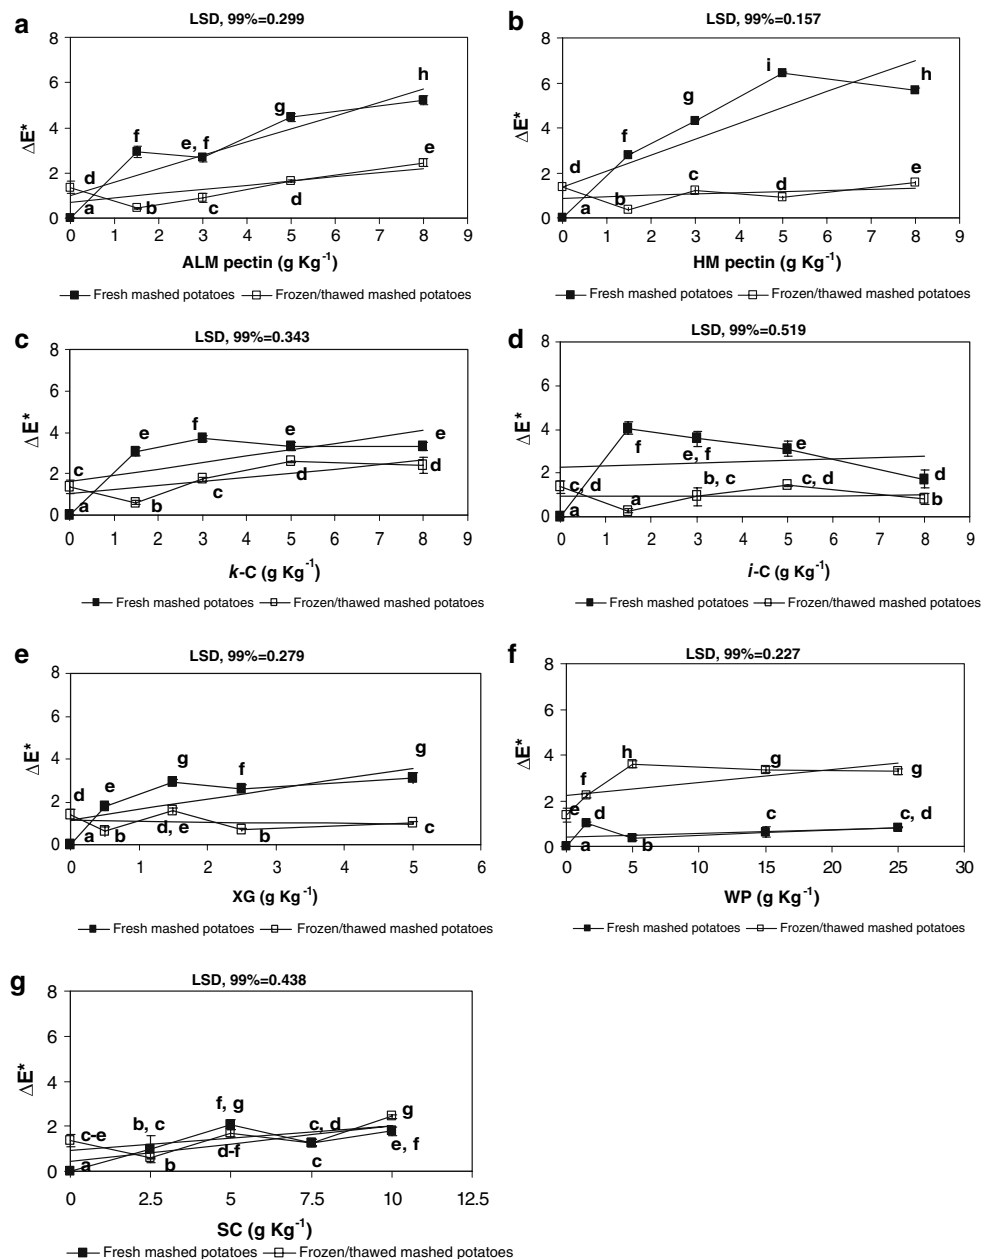 a
LSD, 99%=0.299
ΔE*
8
6
4
2
0
d
a
f
b
e, f
c
g
d
h
e
0 1 2 3 4 5 6 7 8 9
ALM pectin (g Kg⁻¹)
Fresh mashed potatoes Frozen/thawed mashed potatoes
b
LSD, 99%=0.157
ΔE*
8
6
4
2
0
d
a
f
b
g
c
i
d
h
e
0 1 2 3 4 5 6 7 8 9
HM pectin (g Kg⁻¹)
Fresh mashed potatoes Frozen/thawed mashed potatoes
c
LSD, 99%=0.343
ΔE*
8
6
4
2
0
c
a
e
b
f
c
e
d
e
d
0 1 2 3 4 5 6 7 8 9
k-C (g Kg⁻¹)
Fresh mashed potatoes Frozen/thawed mashed potatoes
d
LSD, 99%=0.519
ΔE*
8
6
4
2
0
c, d
a
f
a
e, f
b, c
e
c, d
d
b
0 1 2 3 4 5 6 7 8 9
i-C (g Kg⁻¹)
Fresh mashed potatoes Frozen/thawed mashed potatoes
e
LSD, 99%=0.279
ΔE*
8
6
4
2
0
d
a
e
b
g
d, e
f
b
g
c
0 1 2 3 4 5 6
XG (g Kg⁻¹)
Fresh mashed potatoes Frozen/thawed mashed potatoes
f
LSD, 99%=0.227
ΔE*
8
6
4
2
0
e
a
f
d
h
b
g
c
g
c, d
0 5 10 15 20 25 30
WP (g Kg⁻¹)
Fresh mashed potatoes Frozen/thawed mashed potatoes
g
LSD, 99%=0.438
ΔE*
8
6
4
2
0
c-e
a
b, c
b
f, g
d-f
c, d
c
g
e, f
0 2.5 5 7.5 10 12.5
SC (g Kg⁻¹)
Fresh mashed potatoes Frozen/thawed mashed potatoes